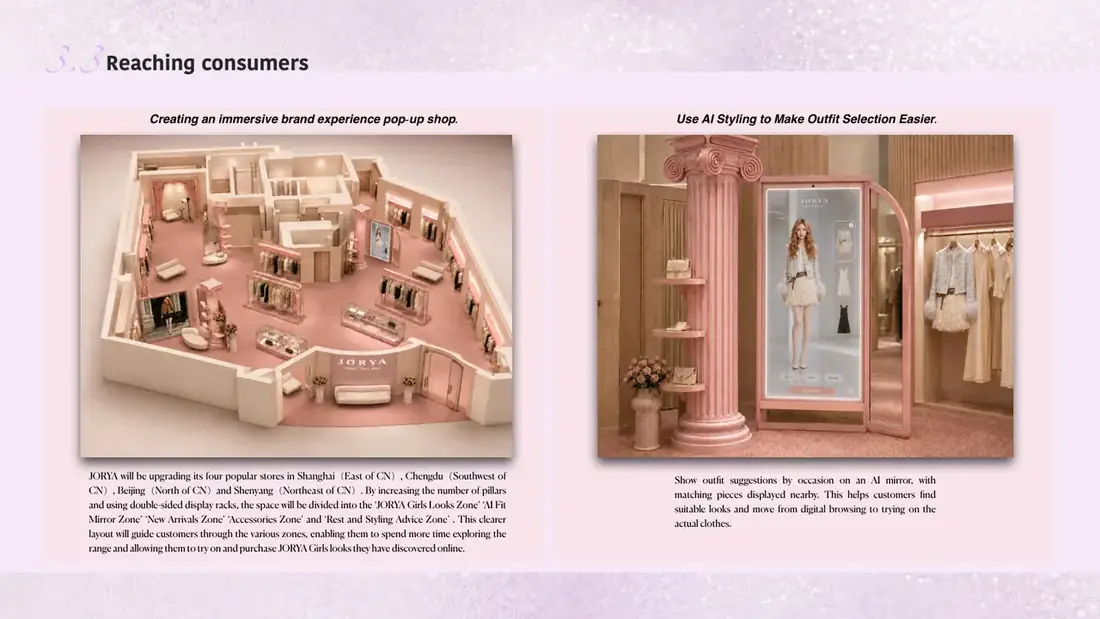 3.3 Reaching consumers
Creating an immersive brand experience pop-up shop.
JORYA
JORYA will be upgrading its four popular stores in Shanghai（East of CN）, Chengdu（Southwest of
CN）, Beijing（North of CN）and Shenyang（Northeast of CN）. By increasing the number of pillars
and using double-sided display racks, the space will be divided into the 'JORYA Girls Looks Zone' 'AI Fit
Mirror Zone' 'New Arrivals Zone' 'Accessories Zone' and 'Rest and Styling Advice Zone' . This clearer
layout will guide customers through the various zones, enabling them to spend more time exploring the
range and allowing them to try on and purchase JORYA Girls looks they have discovered online.
Use AI Styling to Make Outfit Selection Easier.
JORYA
Show outfit suggestions by occasion on an AI mirror, with
matching pieces displayed nearby. This helps customers find
suitable looks and move from digital browsing to trying on the
actual clothes.